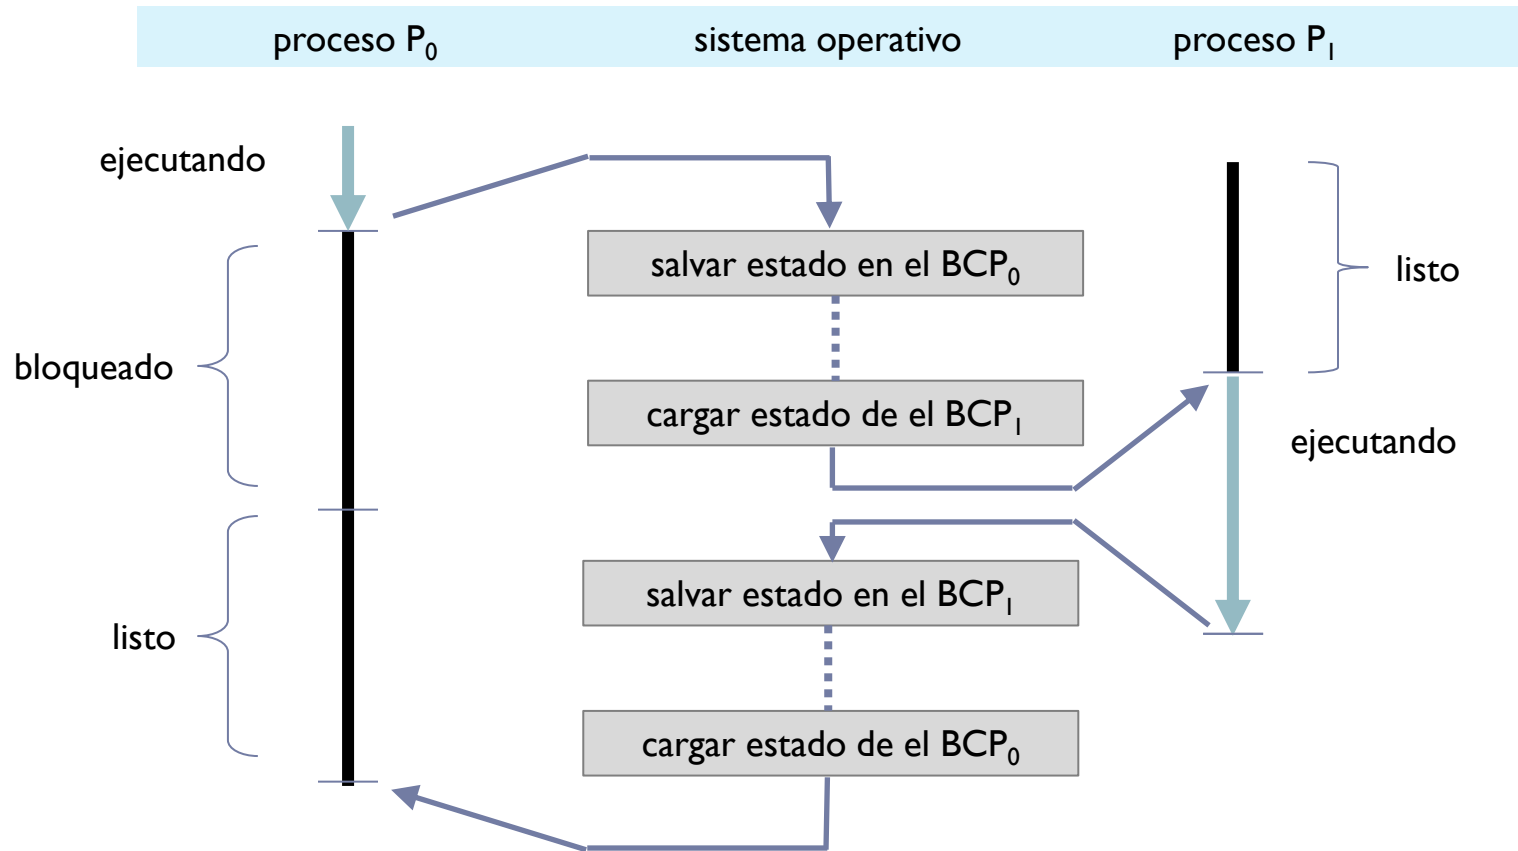 proceso P₀ sistema operativo proceso P₁
ejecutando
salvar estado en el BCP₀
listo
bloqueado
cargar estado de el BCP₁
ejecutando
salvar estado en el BCP₁
listo
cargar estado de el BCP₀